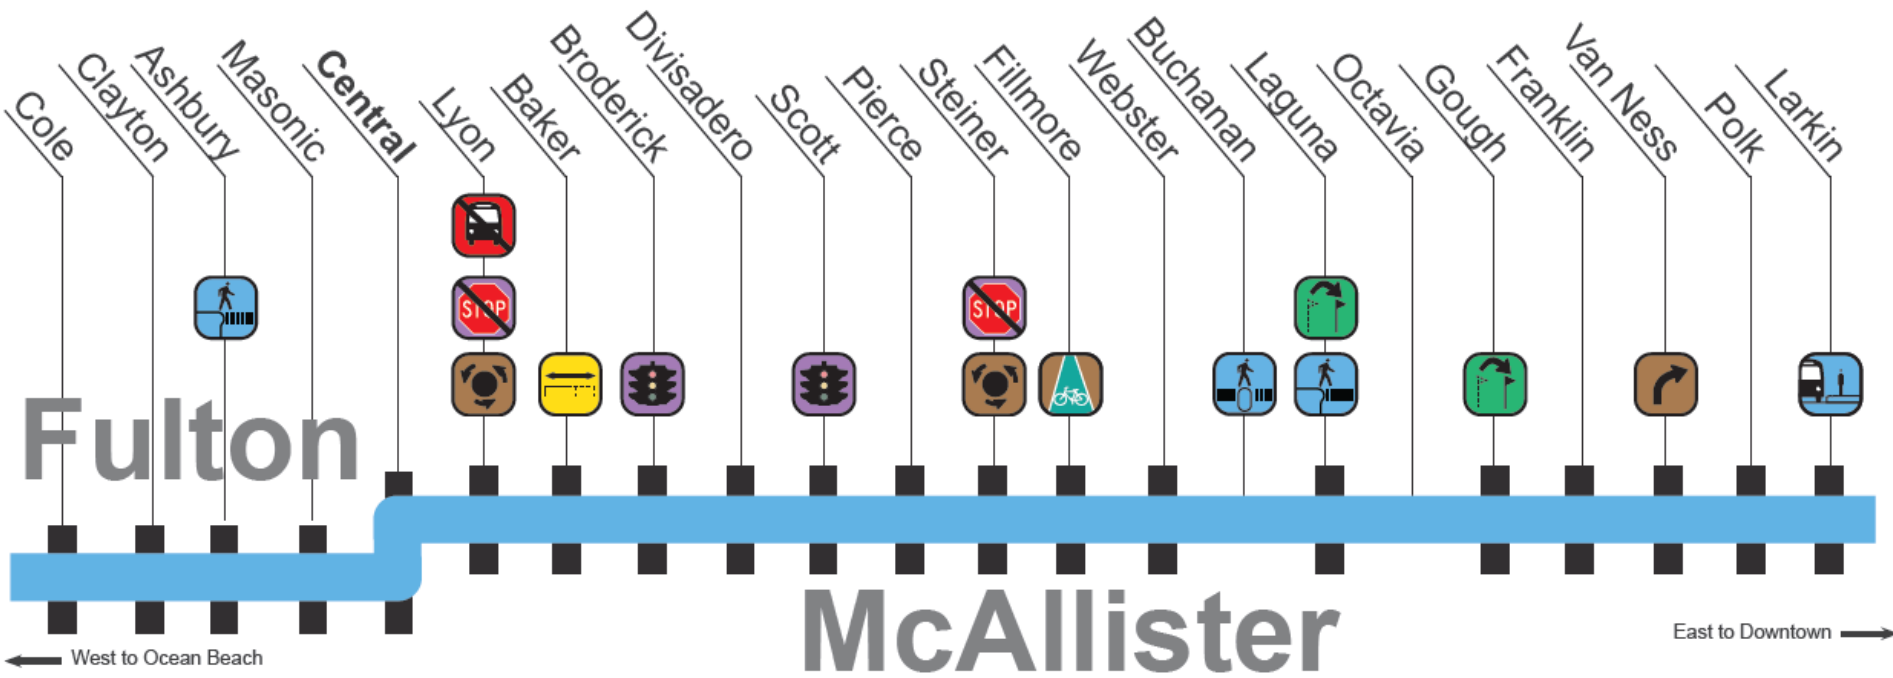 Cole
Clayton
Ashbury
Masonic
Central
Lyon
Baker
Broderick
Divisadero
Scott
Pierce
Steiner
Fillmore
Webster
Buchanan
Laguna
Octavia
Gough
Franklin
Van Ness
Polk
Larkin
STOP
STOP
Fulton
McAllister
West to Ocean Beach
East to Downtown